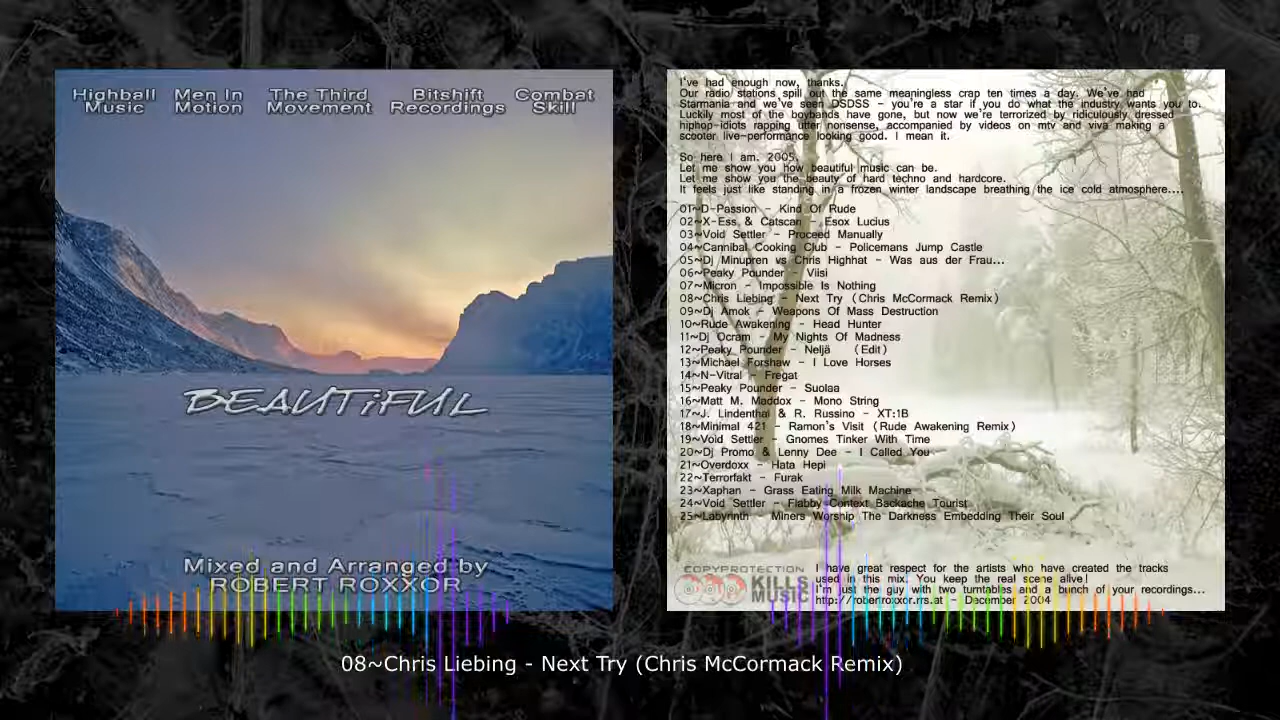 Highball Music
Men In Motion
The Third Movement
Bitshift Recordings
Combat Skill
BEAUTiFUL
Mixed and Arranged by
ROBERT ROXXOR
I've had enough now, thanks.
Our radio stations spill out the same meaningless crap ten times a day. We've had
Starmania and we've seen DSDSS - you're a star if you do what the industry wants you to.
Luckily most of the boybands have gone, but now we're terrorized by ridiculously dressed
hiphop-idiots rapping utter nonsense, accompanied by videos on mtv and viva making a
scooter live-performance looking good. I mean it.
So here I am. 2005.
Let me show you how beautiful music can be.
Let me show you the beauty of hard techno and hardcore.
It feels just like standing in a frozen winter landscape breathing the ice cold atmosphere....
01~D-Passion - Kind Of Rude
02~X-Ess & Catscan - Esox Lucius
03~Void Settler - Proceed Manually
04~Cannibal Cooking Club - Policemans Jump Castle
05~Dj Minupren vs Chris Highhat - Was aus der Frau...
06~Peaky Pounder - Viisi
07~Micron - Impossible Is Nothing
08~Chris Liebing - Next Try (Chris McCormack Remix)
09~Dj Amok - Weapons Of Mass Destruction
10~Rude Awakening - Head Hunter
11~Dj Ocram - My Nights Of Madness
12~Peaky Pounder - Neljä (Edit)
13~Michael Forshaw - I Love Horses
14~N-Vitral - Fregat
15~Peaky Pounder - Suolaa
16~Matt M. Maddox - Mono String
17~J. Lindenthal & R. Russino - XT:1B
18~Minimal 421 - Ramon's Visit (Rude Awakening Remix)
19~Void Settler - Gnomes Tinker With Time
20~Dj Promo & Lenny Dee - I Called You
21~Overdoxx - Hata Hepi
22~Terrorfakt - Furak
23~Xaphan - Grass Eating Milk Machine
24~Void Settler - Flabby Context Backache Tourist
25~Labyrinth - Miners Worship The Darkness Embedding Their Soul
COPYPROTECTION
KILLS
MUSIC
I have great respect for the artists who have created the tracks
used in this mix. You keep the real scene alive!
I'm just the guy with two turntables and a bunch of your recordings...
http://robertroxxor.rrs.at - December 2004
08~Chris Liebing - Next Try (Chris McCormack Remix)